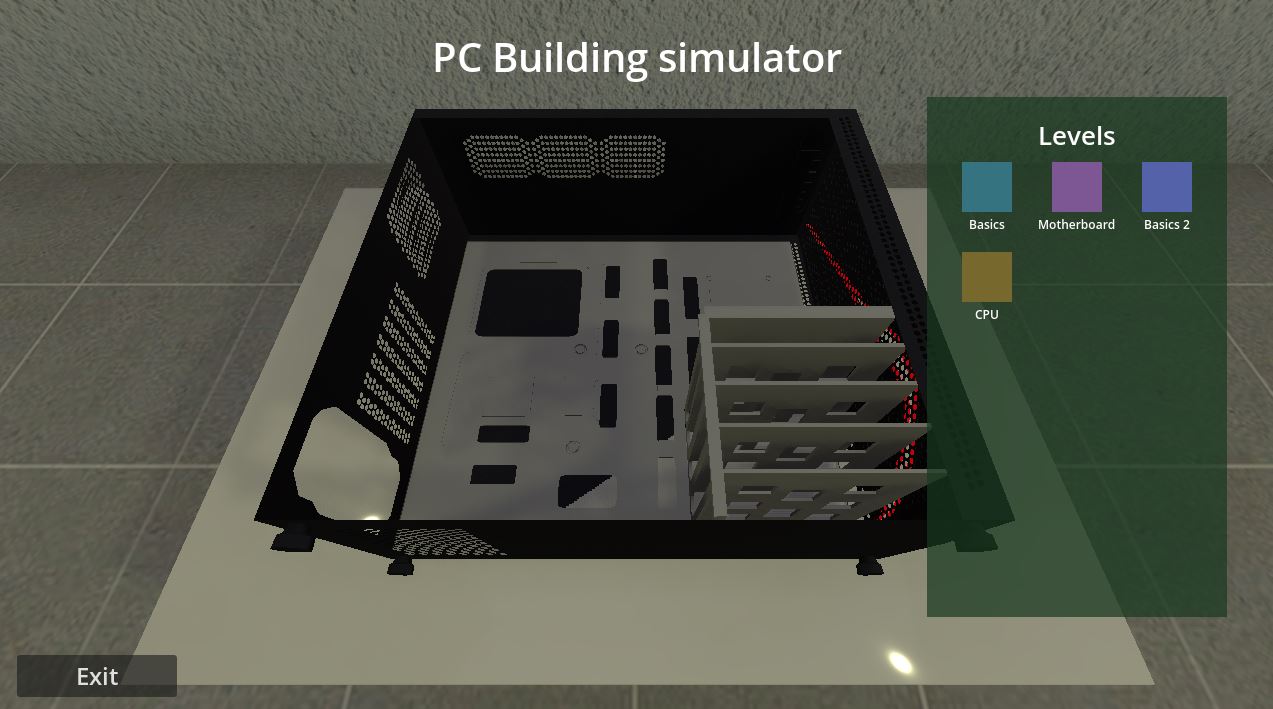 PC Building simulator
Levels
Basics
Motherboard
Basics 2
CPU
Exit